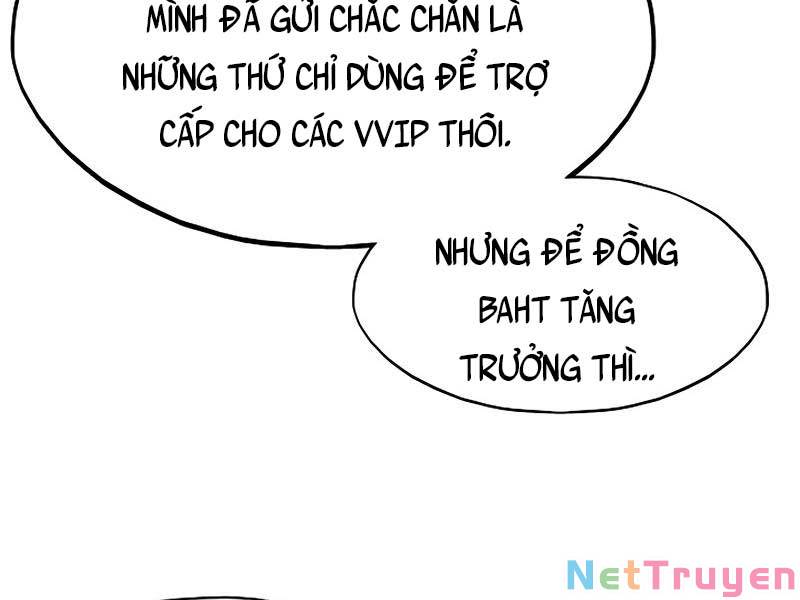 MÌNH ĐÃ GỬI CHẮC CHẮN LÀ
NHỮNG THỨ CHỈ DÙNG ĐỂ TRỢ
CẤP CHO CÁC VVIP THÔI.
NHƯNG ĐỂ ĐỒNG
BAHT TĂNG
TRƯỞNG THÌ...
NetTruyen